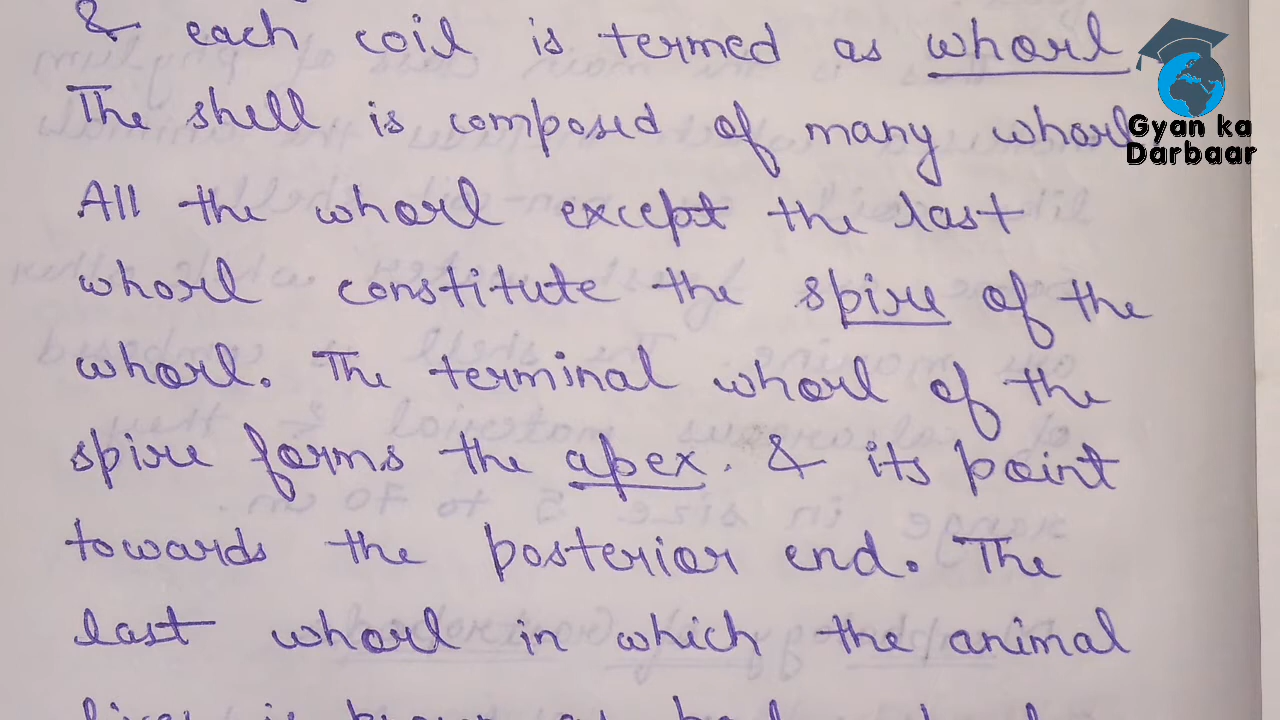 & each coil is termed as whorl.
The shell is composed of many whorl
All the whorl except the last
whorl constitute the spire of the
whorl. The terminal whorl of the
spire forms the apex. & its point
towards the posterior end. The
last whorl in which the animal
Gyan ka
Darbaar